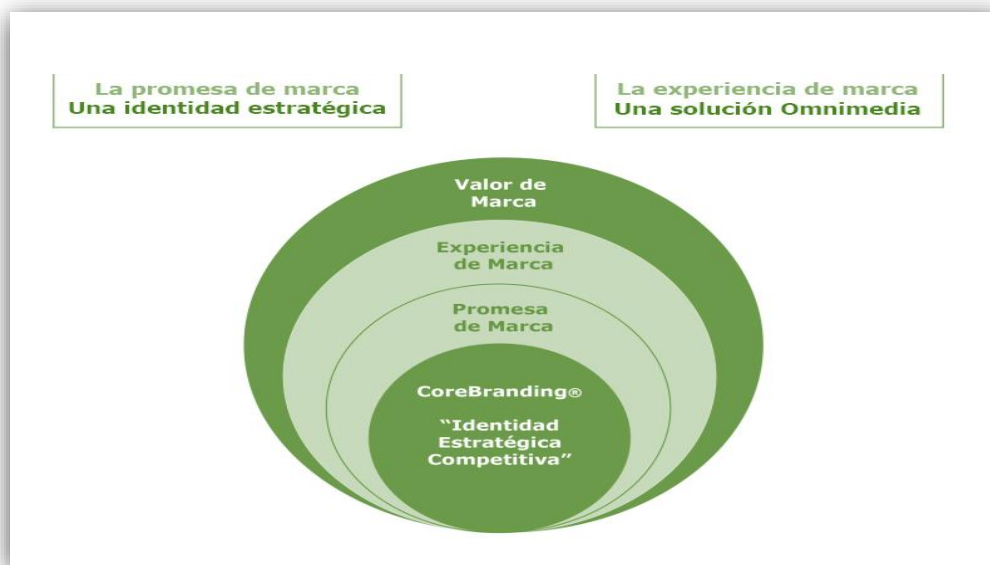 La promesa de marca
Una identidad estratégica
La experiencia de marca
Una solución Omnimedia
Valor de
Marca
Experiencia
de Marca
Promesa
de Marca
CoreBranding®
“Identidad
Estratégica
Competitiva”